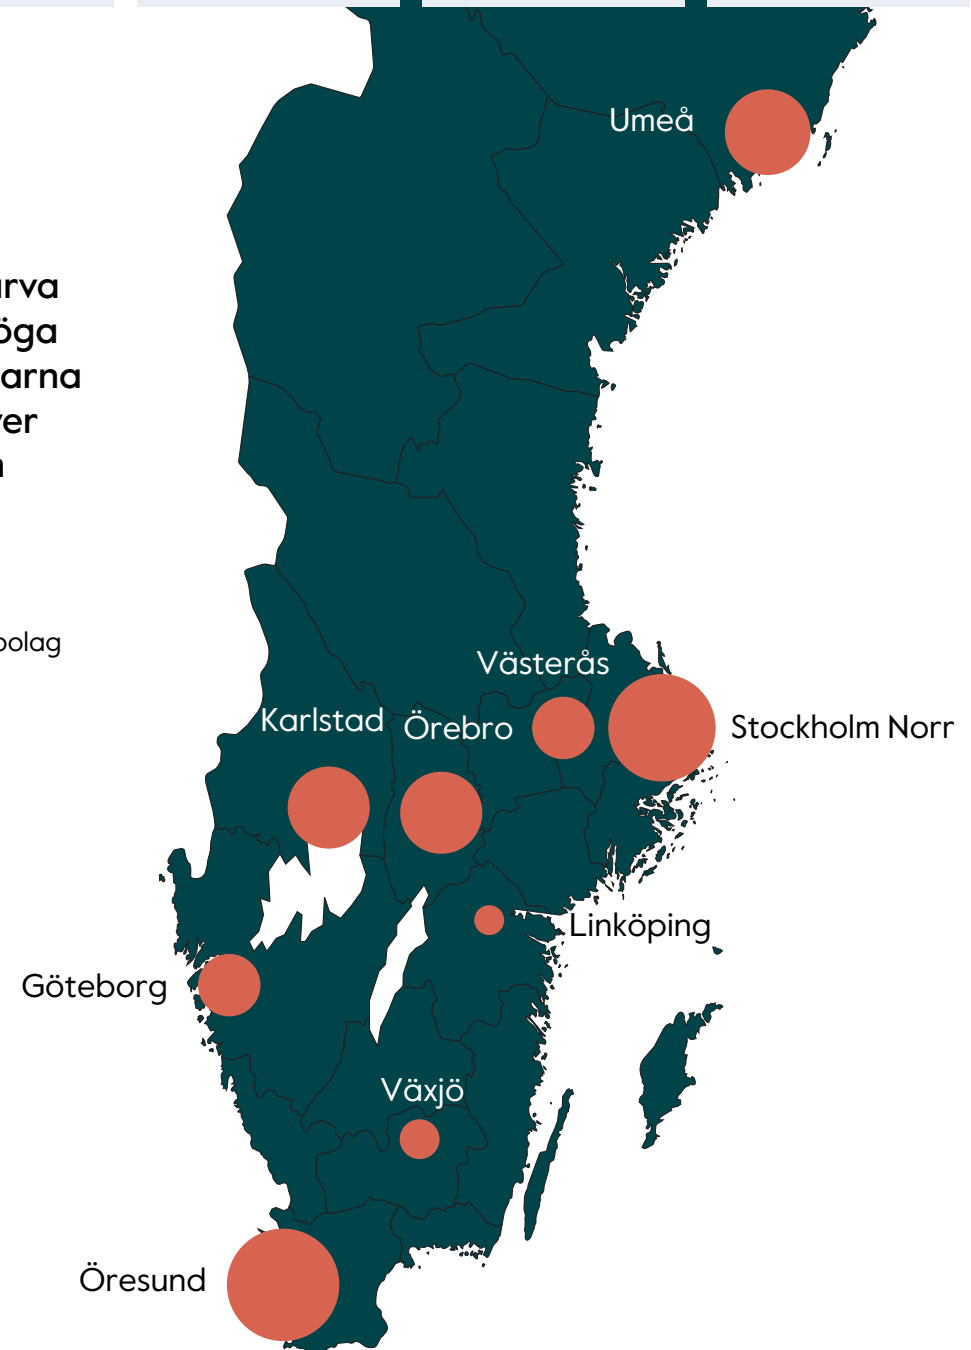 Umeå
Västerås
Karlstad
Örebro
Stockholm Norr
Linköping
Göteborg
Växjö
Öresund